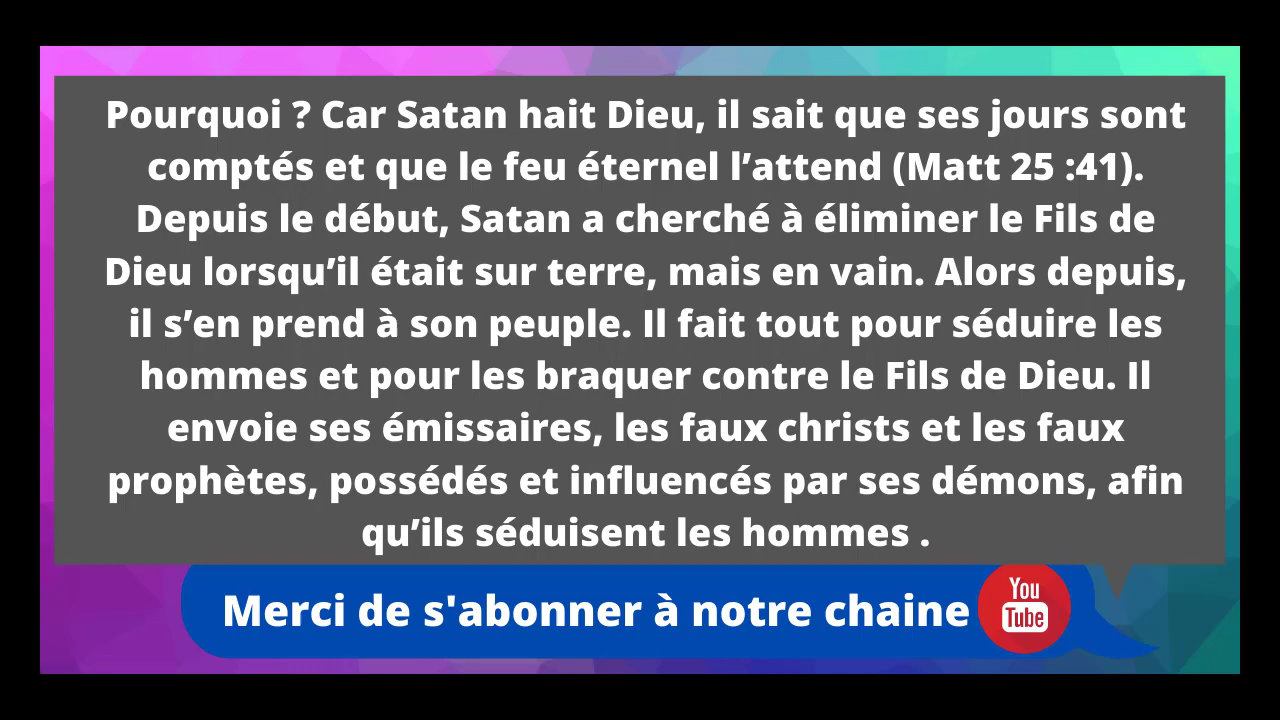 Pourquoi ? Car Satan hait Dieu, il sait que ses jours sont
comptés et que le feu éternel l’attend (Matt 25 :41).
Depuis le début, Satan a cherché à éliminer le Fils de
Dieu lorsqu’il était sur terre, mais en vain. Alors depuis,
il s’en prend à son peuple. Il fait tout pour séduire les
hommes et pour les braquer contre le Fils de Dieu. Il
envoie ses émissaires, les faux christs et les faux
prophètes, possédés et influencés par ses démons, afin
qu’ils séduisent les hommes .
Merci de s'abonner à notre chaine
You
Tube